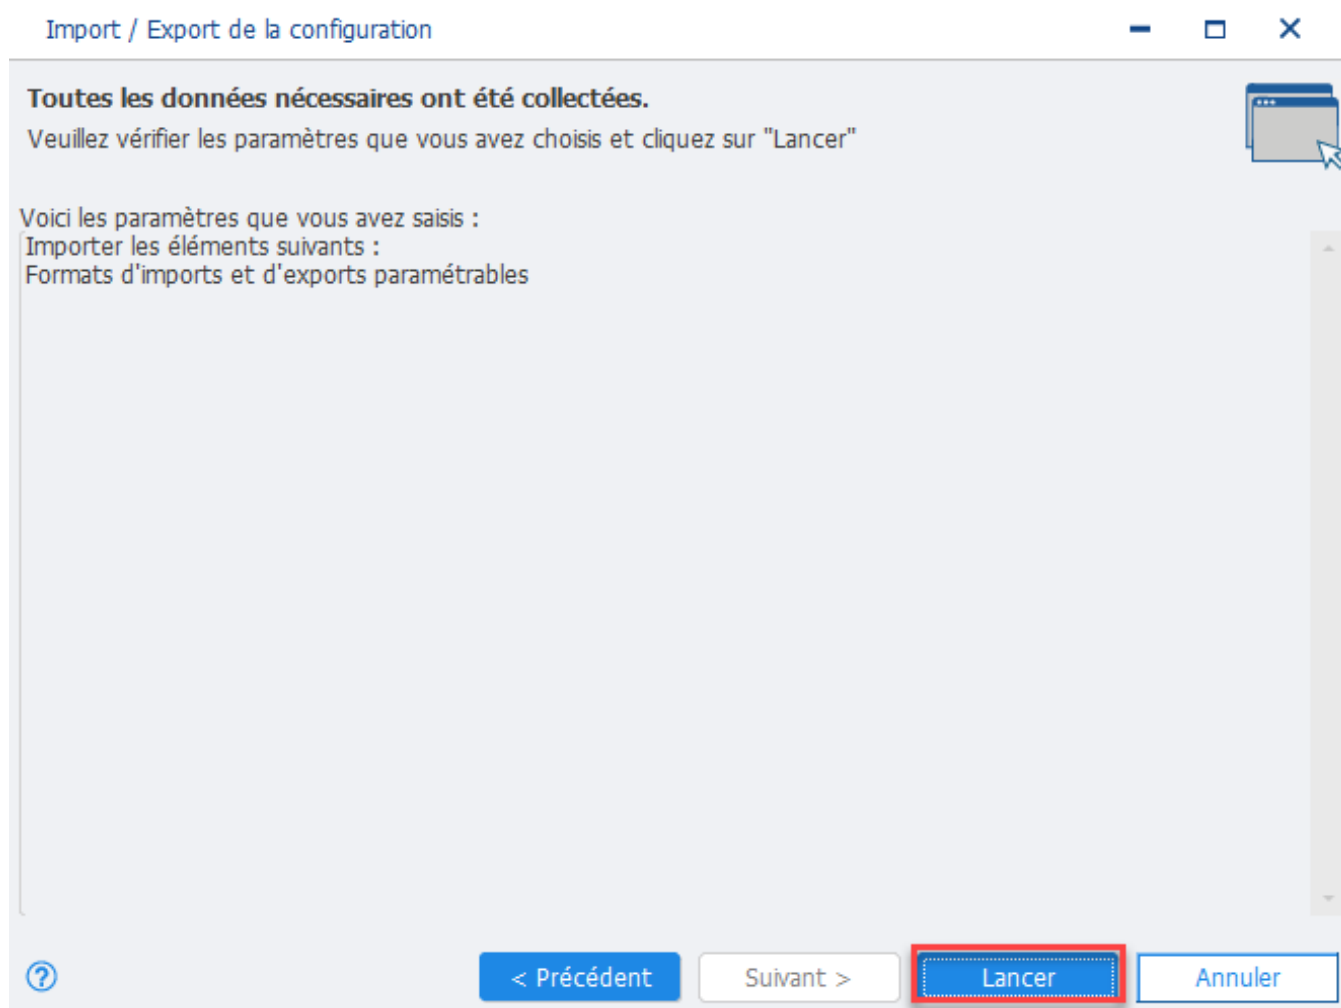 Import / Export de la configuration
Toutes les données nécessaires ont été collectées.
Veuillez vérifier les paramètres que vous avez choisis et cliquez sur "Lancer"
Voici les paramètres que vous avez saisis :
Importer les éléments suivants :
Formats d'imports et d'exports paramétrables
? < Précédent Suivant > Lancer Annuler